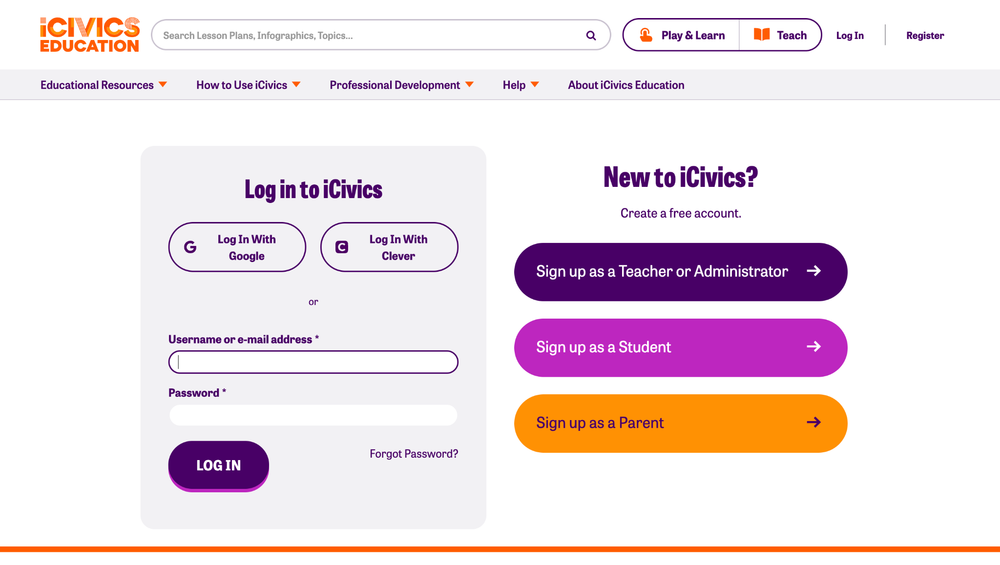 iCIVICS
EDUCATION
Search Lesson Plans, Infographics, Topics...
Play & Learn
Teach
Log In
Register
Educational Resources
How to Use iCivics
Professional Development
Help
About iCivics Education
Log in to iCivics
G
Log In With
Google
C
Log In With
Clever
or
Username or e-mail address *
Password *
LOG IN
Forgot Password?
New to iCivics?
Create a free account.
Sign up as a Teacher or Administrator
Sign up as a Student
Sign up as a Parent